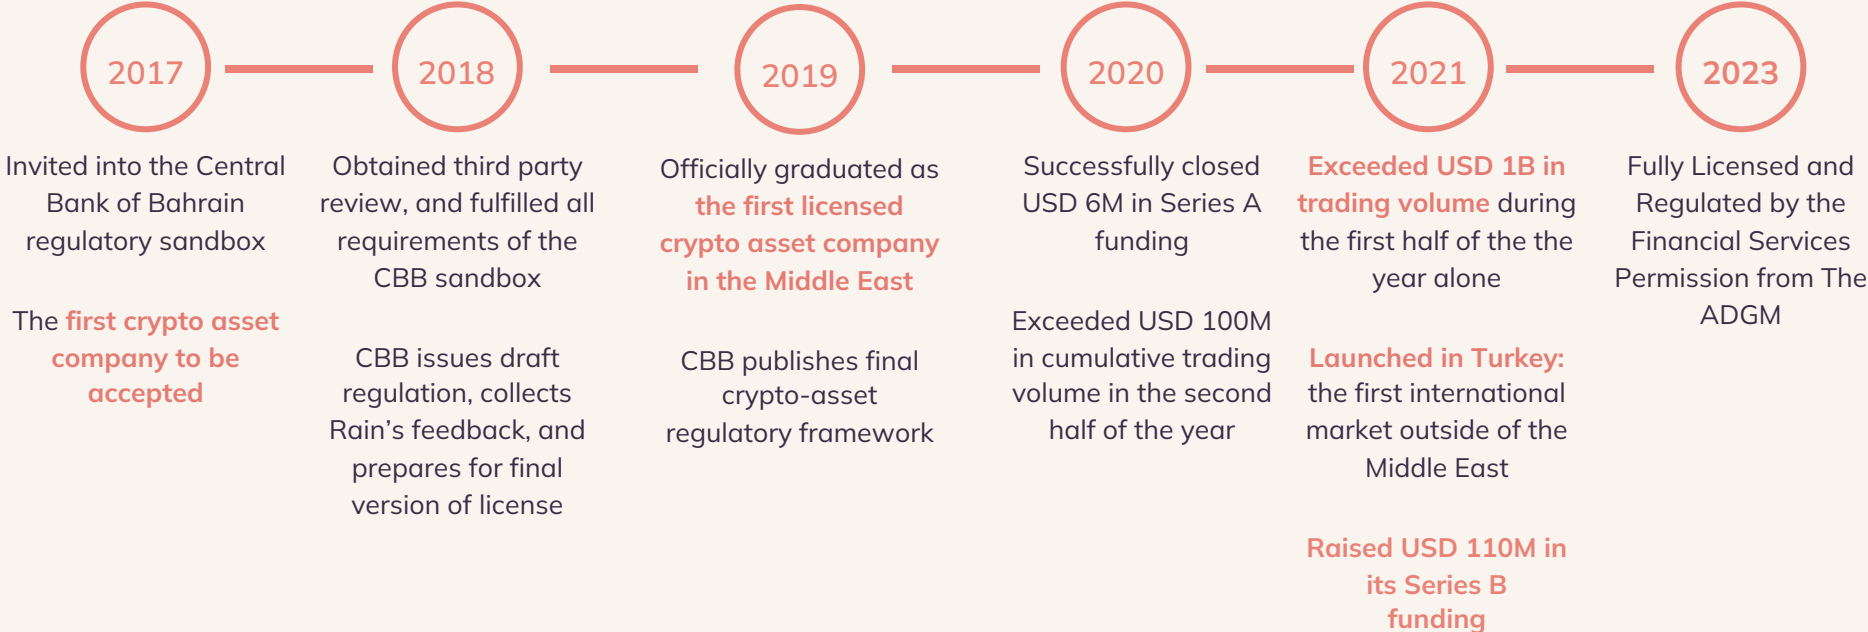 2017
Invited into the Central
Bank of Bahrain
regulatory sandbox
The first crypto asset
company to be
accepted
2018
Obtained third party
review, and fulfilled all
requirements of the
CBB sandbox
CBB issues draft
regulation, collects
Rain’s feedback, and
prepares for final
version of license
2019
Officially graduated as
the first licensed
crypto asset company
in the Middle East
CBB publishes final
crypto-asset
regulatory framework
2020
Successfully closed
USD 6M in Series A
funding
Exceeded USD 100M
in cumulative trading
volume in the second
half of the year
2021
Exceeded USD 1B in
trading volume during
the first half of the the
year alone
Launched in Turkey:
the first international
market outside of the
Middle East
Raised USD 110M in
its Series B
funding
2023
Fully Licensed and
Regulated by the
Financial Services
Permission from The
ADGM